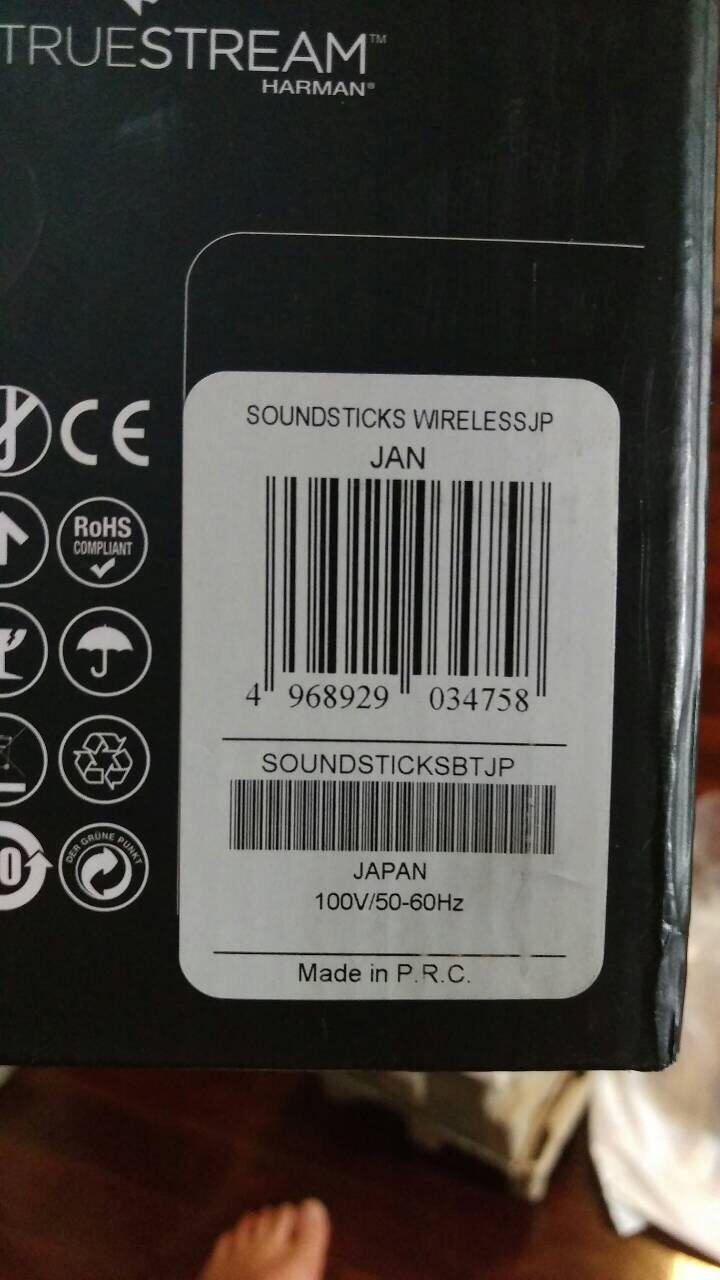 TRUESTREAM™
HARMAN®
SOUNDSTICKS WIRELESSJP
JAN
CE
RoHS
COMPLIANT
4 968929 034758
SOUNDSTICKSBTJP
DER GRÜNE PUNKT
0
JAPAN
100V/50-60Hz
Made in P.R.C.